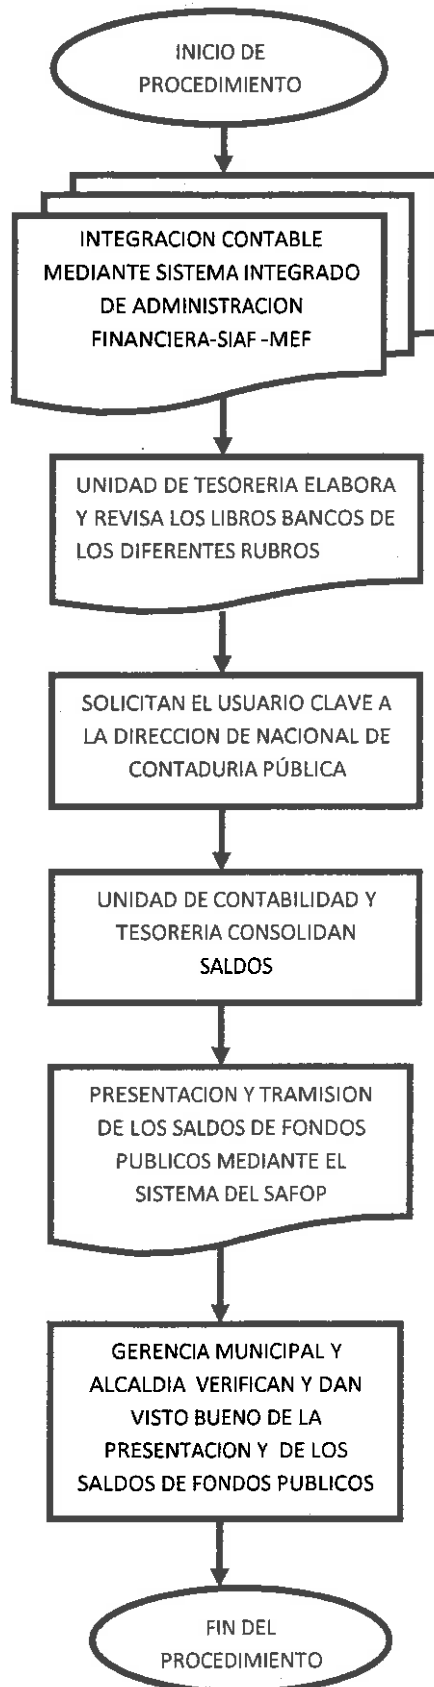 INICIO DE
PROCEDIMIENTO
INTEGRACION CONTABLE
MEDIANTE SISTEMA INTEGRADO
DE ADMINISTRACION
FINANCIERA-SIAF -MEF
UNIDAD DE TESORERIA ELABORA
Y REVISA LOS LIBROS BANCOS DE
LOS DIFERENTES RUBROS
SOLICITAN EL USUARIO CLAVE A
LA DIRECCION DE NACIONAL DE
CONTADURIA PÚBLICA
UNIDAD DE CONTABILIDAD Y
TESORERIA CONSOLIDAN
SALDOS
PRESENTACION Y TRAMISION
DE LOS SALDOS DE FONDOS
PUBLICOS MEDIANTE EL
SISTEMA DEL SAFOP
GERENCIA MUNICIPAL Y
ALCALDIA VERIFICAN Y DAN
VISTO BUENO DE LA
PRESENTACION Y DE LOS
SALDOS DE FONDOS PUBLICOS
FIN DEL
PROCEDIMIENTO